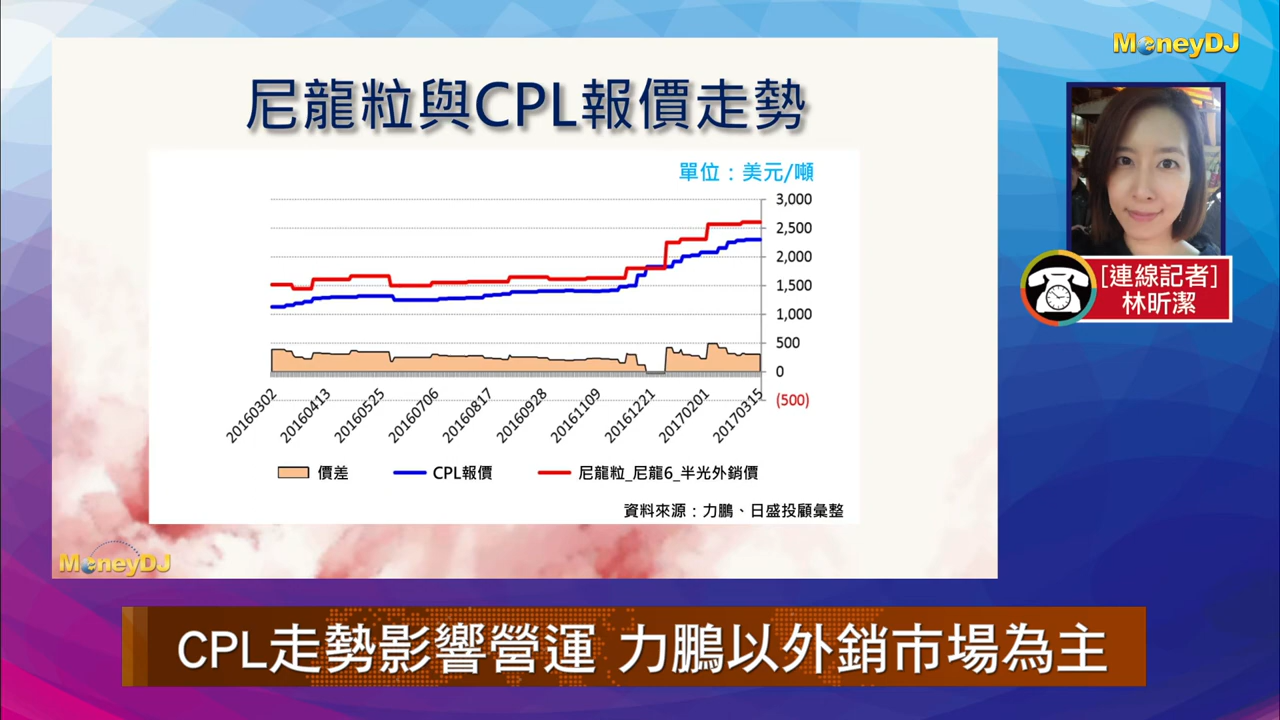 MoneyDJ
尼龍粒與CPL報價走勢
單位：美元/噸
3,000
2,500
2,000
1,500
1,000
500
0
(500)
20160302
20160413
20160525
20160706
20160817
20160928
20161109
20161221
20170201
20170315
價差
CPL報價
尼龍粒_尼龍6_半光外銷價
資料來源：力鵬、日盛投顧彙整
[連線記者]
林昕潔
MoneyDJ
CPL走勢影響營運 力鵬以外銷市場為主